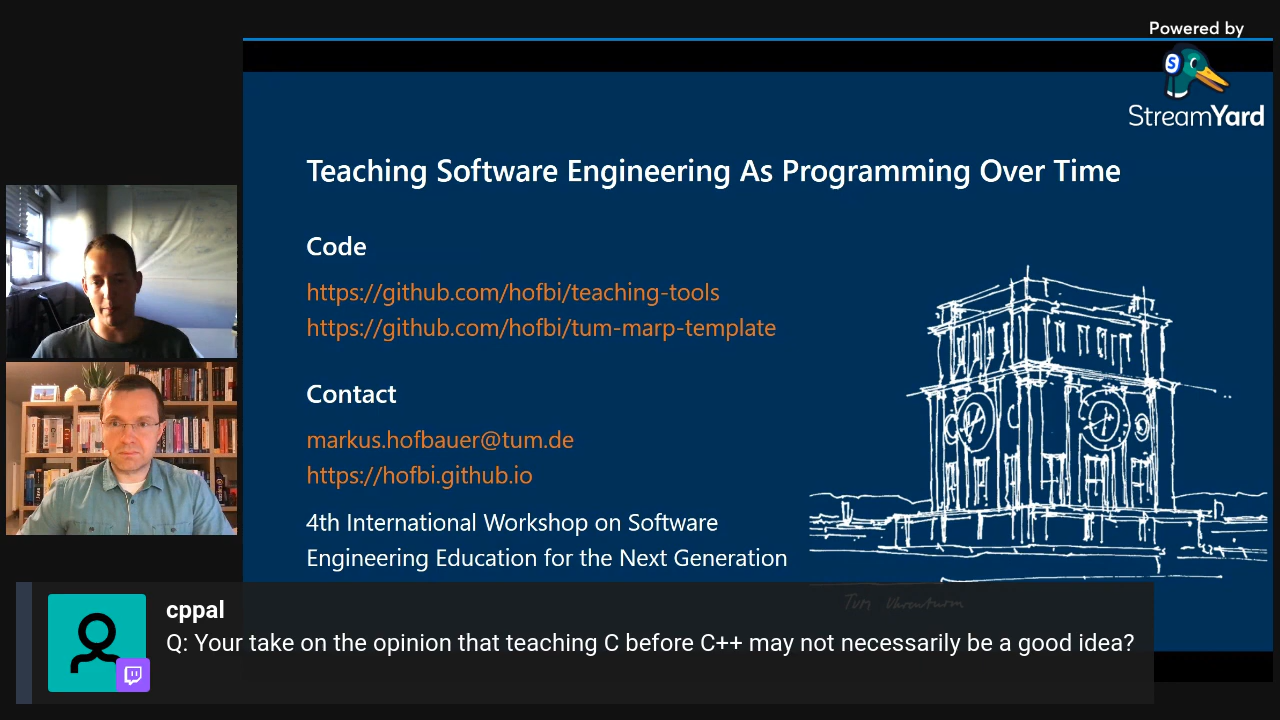 Powered by
StreamYard
Teaching Software Engineering As Programming Over Time
Code
https://github.com/hofbi/teaching-tools
https://github.com/hofbi/tum-marp-template
Contact
markus.hofbauer@tum.de
https://hofbi.github.io
4th International Workshop on Software
Engineering Education for the Next Generation
cppal
Q: Your take on the opinion that teaching C before C++ may not necessarily be a good idea?